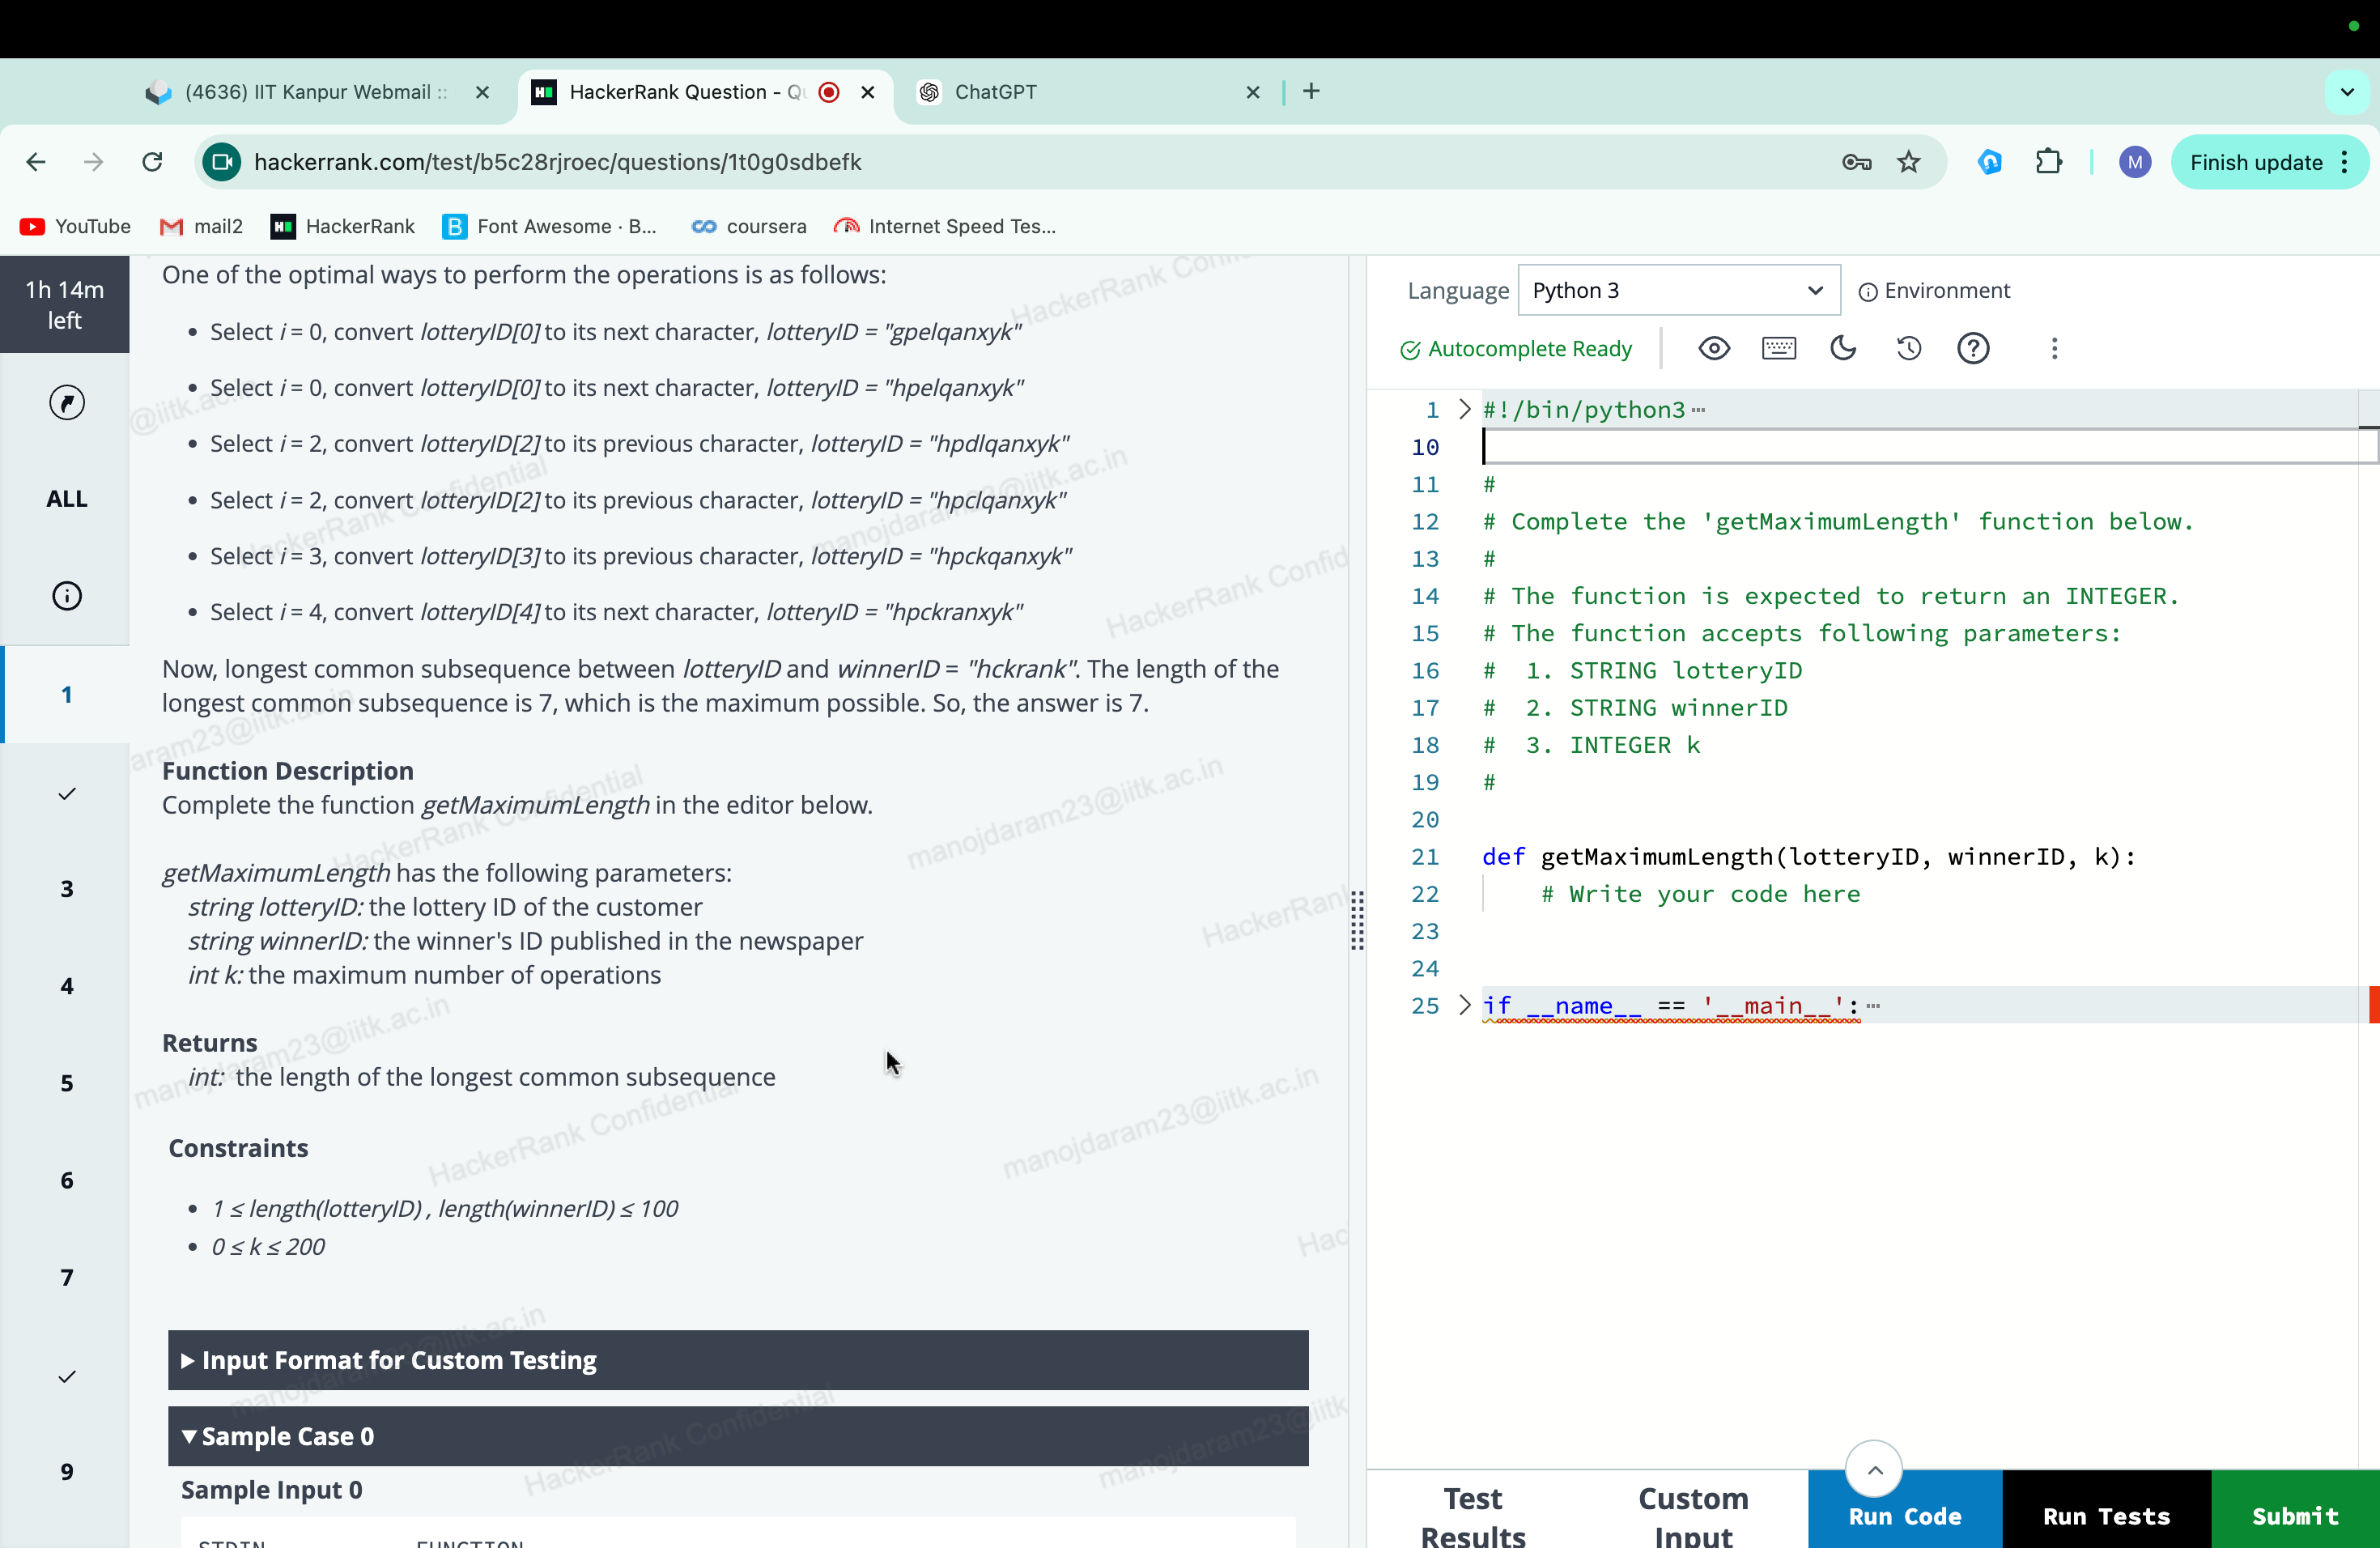 (4636) IIT Kanpur Webmail ::
HackerRank Question - Qu
ChatGPT
hackerrank.com/test/b5c28rjroec/questions/1t0g0sdbefk
M
Finish update
YouTube
mail2
HackerRank
Font Awesome · B...
coursera
Internet Speed Tes...
1h 14m
left
ALL
1
3
4
5
6
7
9
One of the optimal ways to perform the operations is as follows:
• Select i = 0, convert lotteryID[0] to its next character, lotteryID = "gpelqanxyk"
• Select i = 0, convert lotteryID[0] to its next character, lotteryID = "hpelqanxyk"
• Select i = 2, convert lotteryID[2] to its previous character, lotteryID = "hpdlqanxyk"
• Select i = 2, convert lotteryID[2] to its previous character, lotteryID = "hpclqanxyk"
• Select i = 3, convert lotteryID[3] to its previous character, lotteryID = "hpckqanxyk"
• Select i = 4, convert lotteryID[4] to its next character, lotteryID = "hpckranxyk"
Now, longest common subsequence between lotteryID and winnerID = "hckrank". The length of the
longest common subsequence is 7, which is the maximum possible. So, the answer is 7.
Function Description
Complete the function getMaximumLength in the editor below.
getMaximumLength has the following parameters:
string lotteryID: the lottery ID of the customer
string winnerID: the winner's ID published in the newspaper
int k: the maximum number of operations
Returns
int: the length of the longest common subsequence
Constraints
• 1 ≤ length(lotteryID) , length(winnerID) ≤ 100
• 0 ≤ k ≤ 200
Input Format for Custom Testing
Sample Case 0
Sample Input 0
STDIN FUNCTION
HackerRank Confidential
manojdaram23@iitk.ac.in
Language
Python 3
Environment
Autocomplete Ready
1 #!/bin/python3
10
11 #
12 # Complete the 'getMaximumLength' function below.
13 #
14 # The function is expected to return an INTEGER.
15 # The function accepts following parameters:
16 #  1. STRING lotteryID
17 #  2. STRING winnerID
18 #  3. INTEGER k
19 #
20
21 def getMaximumLength(lotteryID, winnerID, k):
22     # Write your code here
23
24
25 if __name__ == '__main__':
Test
Results
Custom
Input
Run Code
Run Tests
Submit